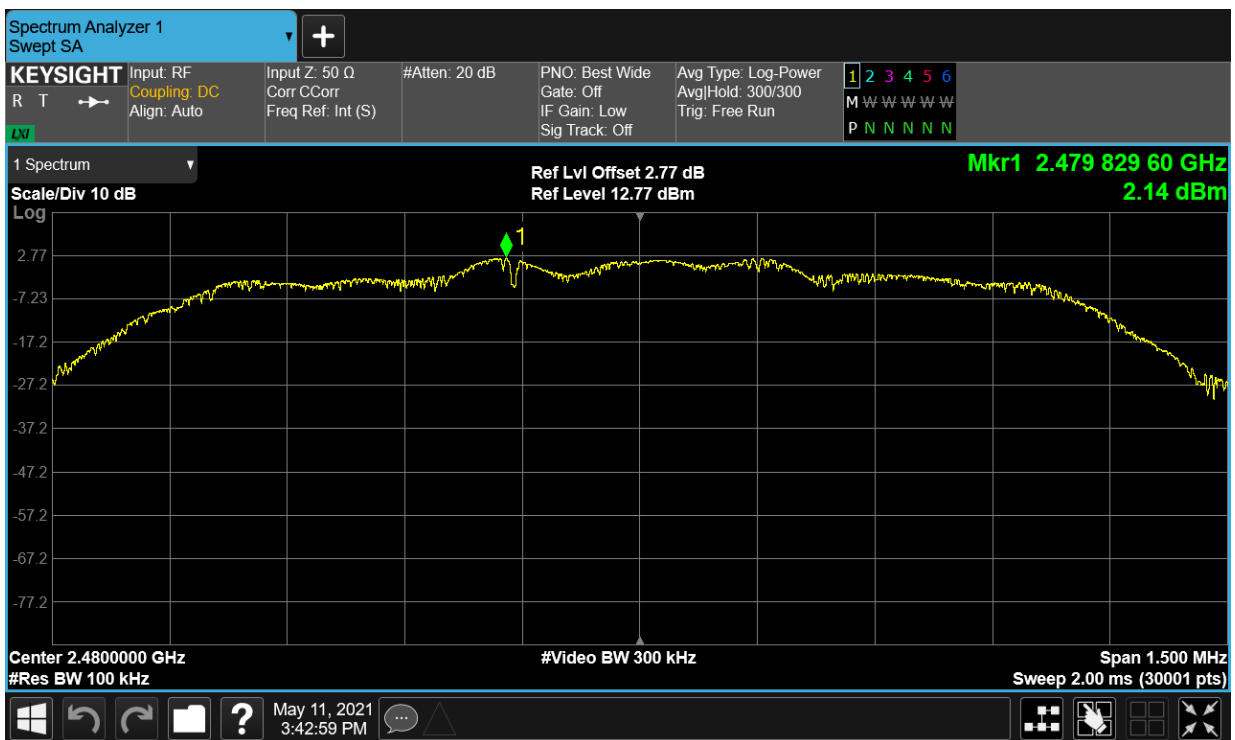 Spectrum Analyzer 1
Swept SA
KEYSIGHT
R T
LXI
Input: RF
Coupling: DC
Align: Auto
Input Z: 50 Ω
Corr CCorr
Freq Ref: Int (S)
#Atten: 20 dB
PNO: Best Wide
Gate: Off
IF Gain: Low
Sig Track: Off
Avg Type: Log-Power
Avg|Hold: 300/300
Trig: Free Run
1 2 3 4 5 6
M W W W W W
P N N N N N
1 Spectrum
Scale/Div 10 dB
Log
Ref Lvl Offset 2.77 dB
Ref Level 12.77 dBm
Mkr1 2.479 829 60 GHz
2.14 dBm
1
2.77
-7.23
-17.2
-27.2
-37.2
-47.2
-57.2
-67.2
-77.2
Center 2.4800000 GHz
#Res BW 100 kHz
#Video BW 300 kHz
Span 1.500 MHz
Sweep 2.00 ms (30001 pts)
?
May 11, 2021
3:42:59 PM